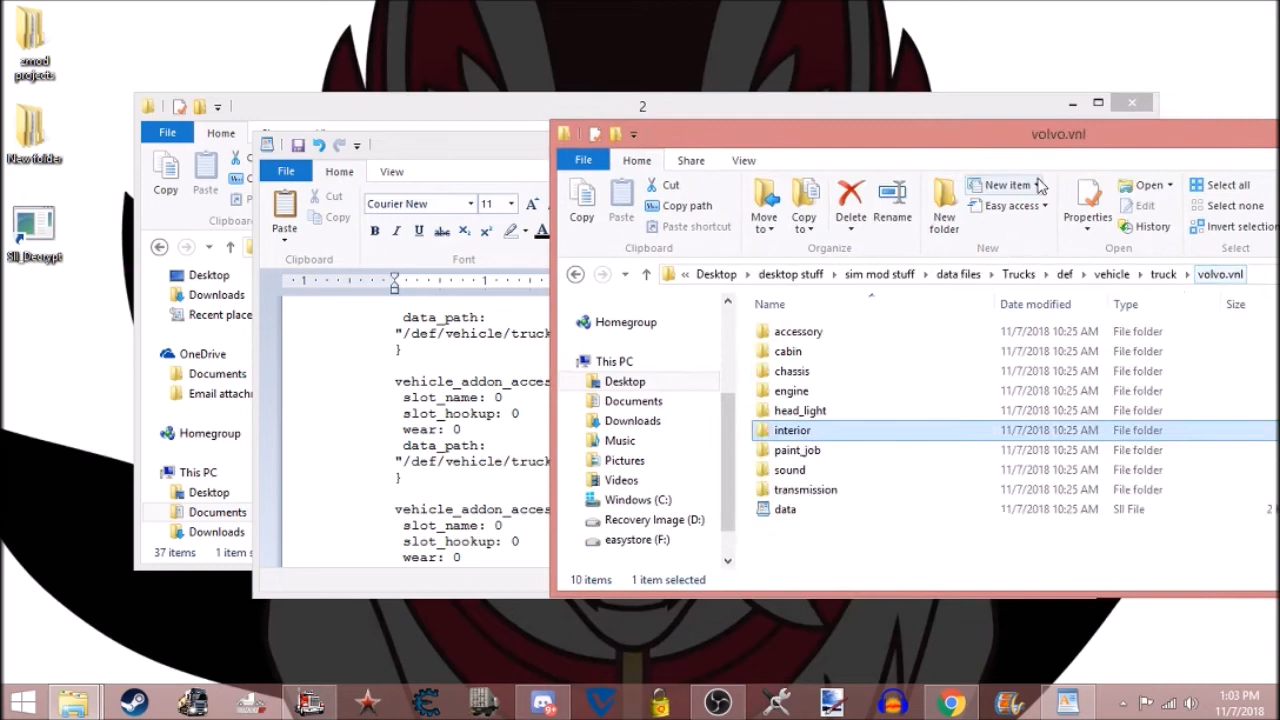 zmod
projects
New folder
SII_Decrypt
2
File
Home
Copy
Paste
Clipboard
Desktop
Downloads
Recent place
OneDrive
Documents
Email attachm
Homegroup
This PC
Desktop
Documents
Downloads
37 items
1 item s
File
Home
View
Paste
Cut
Copy
Courier New
11
Clipboard
Font
1
1
data_path:
"/def/vehicle/truck
}
vehicle_addon_acces
slot_name: 0
slot_hookup: 0
wear: 0
data_path:
"/def/vehicle/truck
}
vehicle_addon_acces
slot_name: 0
slot_hookup: 0
wear: 0
volvo.vnl
File
Home
Share
View
Copy
Paste
Cut
Copy path
Paste shortcut
Clipboard
Move
to
Copy
to
Delete
Rename
Organize
New
folder
New item
Easy access
New
Properties
Open
Edit
History
Open
Select all
Select none
Invert selection
Select
« Desktop desktop stuff sim mod stuff data files Trucks def vehicle truck volvo.vnl
Name Date modified Type Size
Homegroup
This PC
Desktop
Documents
Downloads
Music
Pictures
Videos
Windows (C:)
Recovery Image (D:)
easystore (F:)
accessory 11/7/2018 10:25 AM File folder
cabin 11/7/2018 10:25 AM File folder
chassis 11/7/2018 10:25 AM File folder
engine 11/7/2018 10:25 AM File folder
head_light 11/7/2018 10:25 AM File folder
interior 11/7/2018 10:25 AM File folder
paint_job 11/7/2018 10:25 AM File folder
sound 11/7/2018 10:25 AM File folder
transmission 11/7/2018 10:25 AM File folder
data 11/7/2018 10:25 AM SII File 2
10 items 1 item selected
9+
1:03 PM
11/7/2018